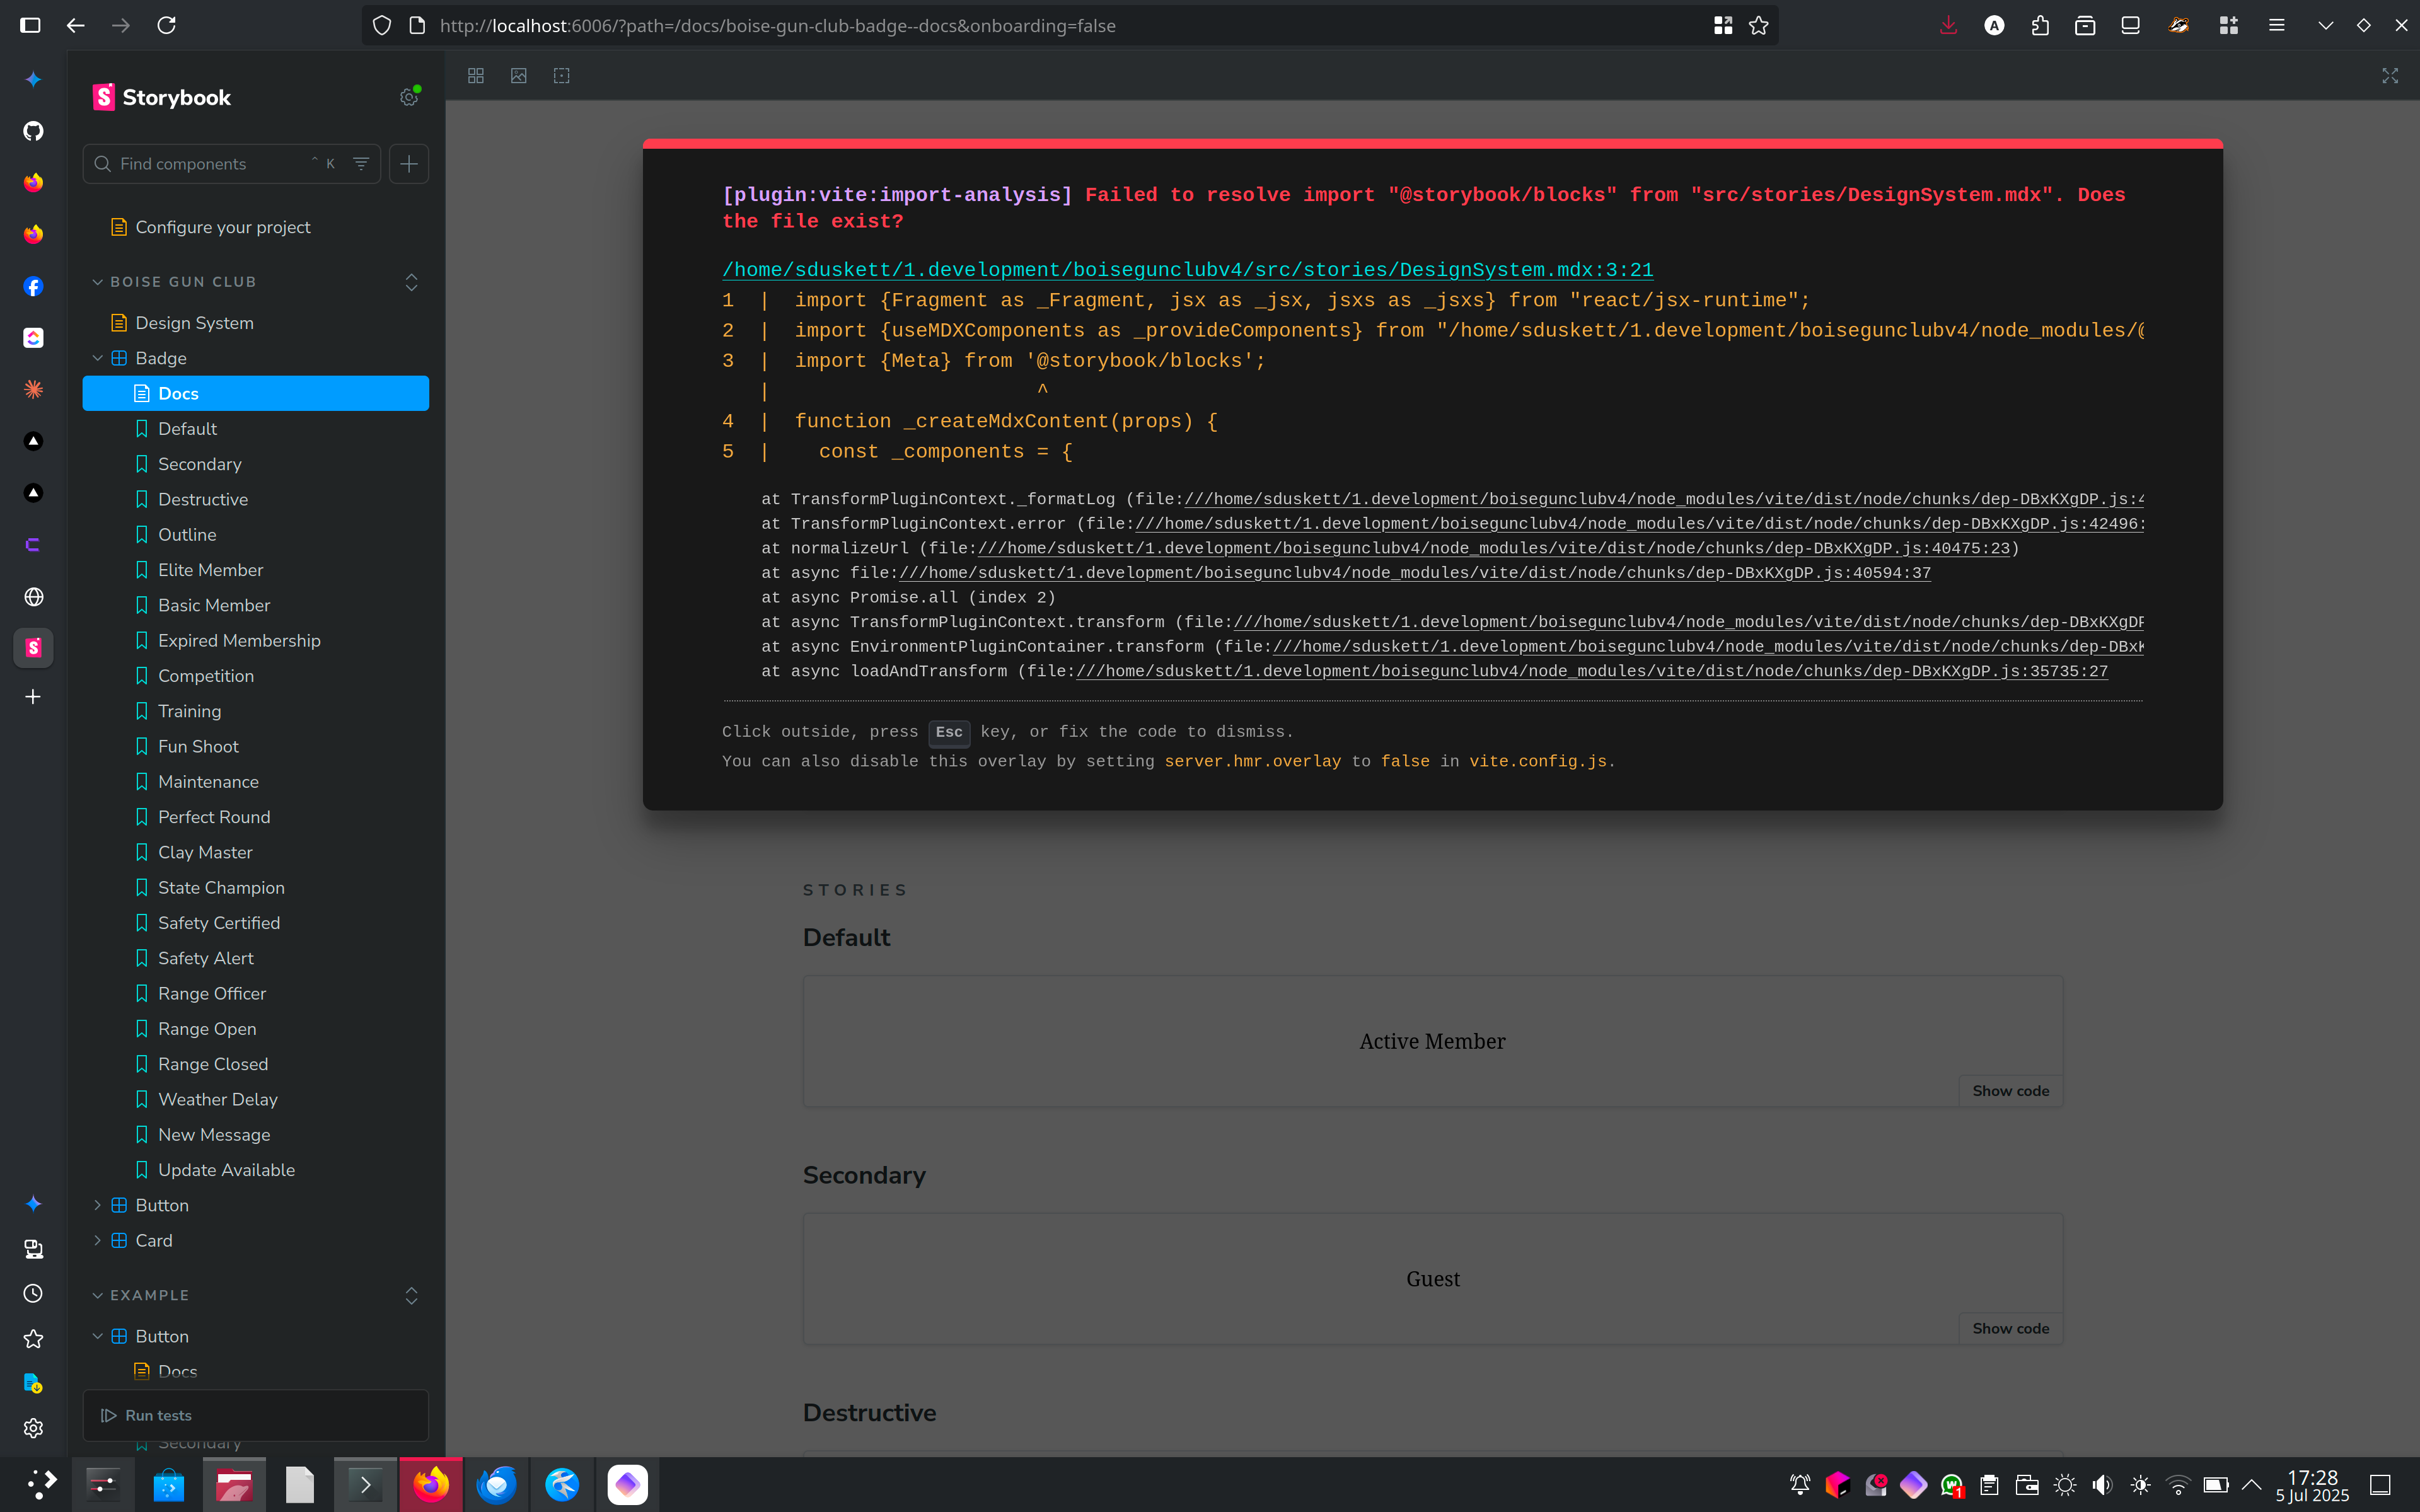 http://localhost:6006/?path=/docs/boise-gun-club-badge--docs&onboarding=false
A
Storybook
Find components
⌃ K
Configure your project
BOISE GUN CLUB
Design System
Badge
Docs
Default
Secondary
Destructive
Outline
Elite Member
Basic Member
Expired Membership
Competition
Training
Fun Shoot
Maintenance
Perfect Round
Clay Master
State Champion
Safety Certified
Safety Alert
Range Officer
Range Open
Range Closed
Weather Delay
New Message
Update Available
Button
Card
EXAMPLE
Button
Docs
Run tests
Secondary
[plugin:vite:import-analysis] Failed to resolve import "@storybook/blocks" from "src/stories/DesignSystem.mdx". Does
the file exist?
/home/sduskett/1.development/boisegunclubv4/src/stories/DesignSystem.mdx:3:21
1 | import {Fragment as _Fragment, jsx as _jsx, jsxs as _jsxs} from "react/jsx-runtime";
2 | import {useMDXComponents as _provideComponents} from "/home/sduskett/1.development/boisegunclubv4/node_modules/@
3 | import {Meta} from '@storybook/blocks';
| ^
4 | function _createMdxContent(props) {
5 | const _components = {
at TransformPluginContext._formatLog (file:///home/sduskett/1.development/boisegunclubv4/node_modules/vite/dist/node/chunks/dep-DBxKXgDP.js:4
at TransformPluginContext.error (file:///home/sduskett/1.development/boisegunclubv4/node_modules/vite/dist/node/chunks/dep-DBxKXgDP.js:42496:
at normalizeUrl (file:///home/sduskett/1.development/boisegunclubv4/node_modules/vite/dist/node/chunks/dep-DBxKXgDP.js:40475:23)
at async file:///home/sduskett/1.development/boisegunclubv4/node_modules/vite/dist/node/chunks/dep-DBxKXgDP.js:40594:37
at async Promise.all (index 2)
at async TransformPluginContext.transform (file:///home/sduskett/1.development/boisegunclubv4/node_modules/vite/dist/node/chunks/dep-DBxKXgDP
at async EnvironmentPluginContainer.transform (file:///home/sduskett/1.development/boisegunclubv4/node_modules/vite/dist/node/chunks/dep-DBxK
at async loadAndTransform (file:///home/sduskett/1.development/boisegunclubv4/node_modules/vite/dist/node/chunks/dep-DBxKXgDP.js:35735:27
Click outside, press Esc key, or fix the code to dismiss.
You can also disable this overlay by setting server.hmr.overlay to false in vite.config.js.
STORIES
Default
Active Member
Show code
Secondary
Guest
Show code
Destructive
1
17:28
5 Jul 2025